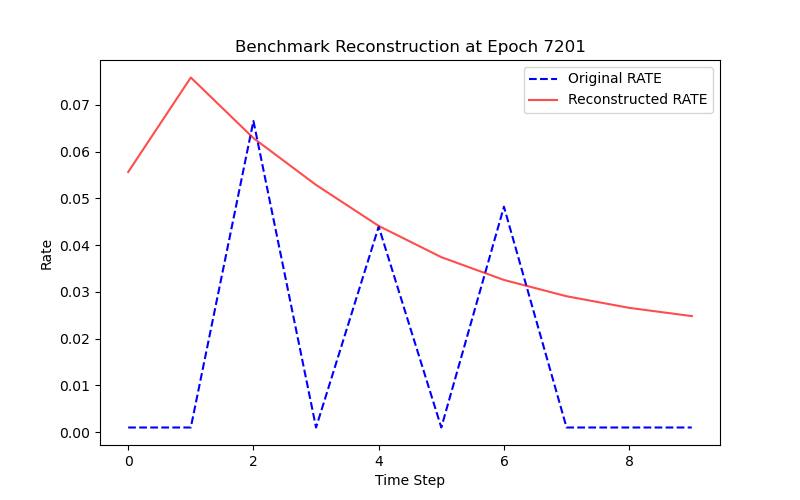 Benchmark Reconstruction at Epoch 7201
Original RATE
Reconstructed RATE
0.07
0.06
0.05
0.04
0.03
0.02
0.01
0.00
Rate
0 2 4 6 8
Time Step